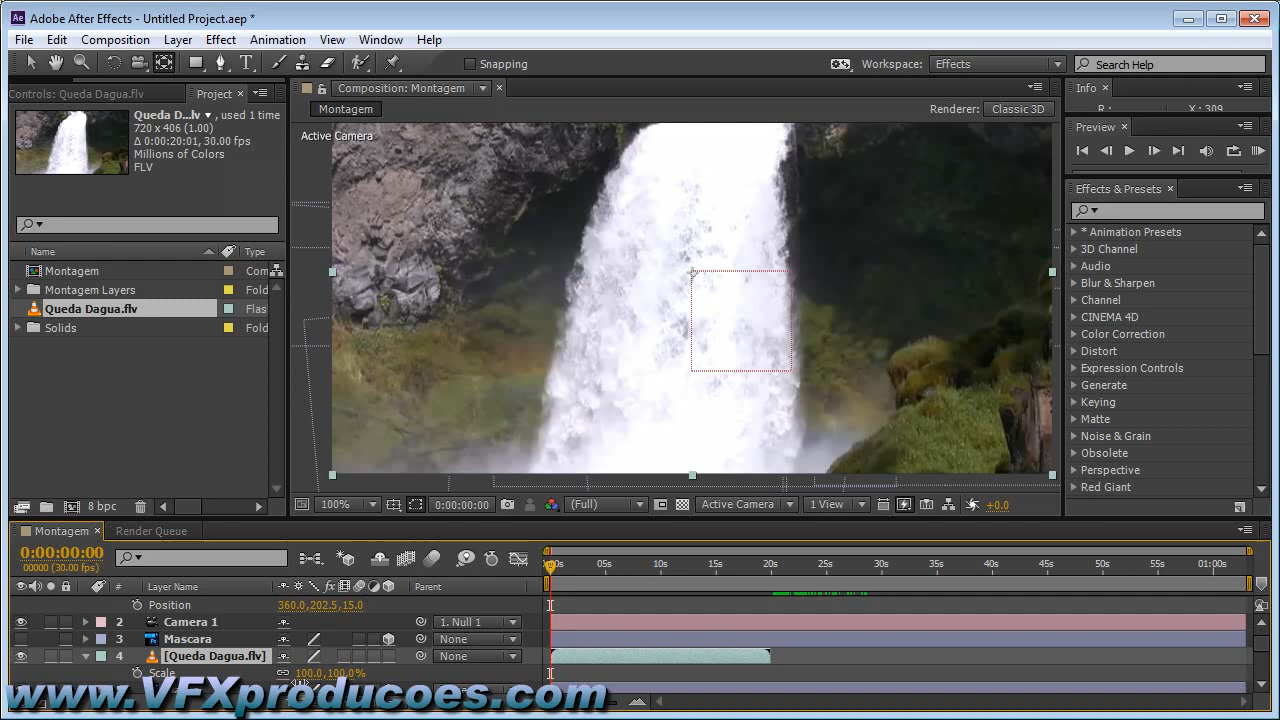 Adobe After Effects - Untitled Project.aep *
File Edit Composition Layer Effect Animation View Window Help
Snapping
Workspace: Effects
Search Help
Controls: Queda Dagua.flv
Project
Queda D...lv ▼, used 1 time
720 x 406 (1.00)
Δ 0:00:20:01, 30.00 fps
Millions of Colors
FLV
Name Type
Montagem Com
Montagem Layers Fold
Queda Dagua.flv Flas
Solids Fold
8 bpc
Composition: Montagem
Montagem
Renderer: Classic 3D
Active Camera
100% 0:00:00:00 (Full) Active Camera 1 View +0.0
Info
R: X: 309
Preview
Effects & Presets
* Animation Presets
3D Channel
Audio
Blur & Sharpen
Channel
CINEMA 4D
Color Correction
Distort
Expression Controls
Generate
Keying
Matte
Noise & Grain
Obsolete
Perspective
Red Giant
Montagem Render Queue
0:00:00:00
00000 (30.00 fps)
05s 10s 15s 20s 25s 30s 35s 40s 45s 50s 55s 01:00s
# Layer Name Parent
Position 360.0,202.5,15.0
2 Camera 1 1. Null 1
3 Mascara None
4 [Queda Dagua.flv] None
Scale 100.0,100.0%
www.VFXproducoes.com